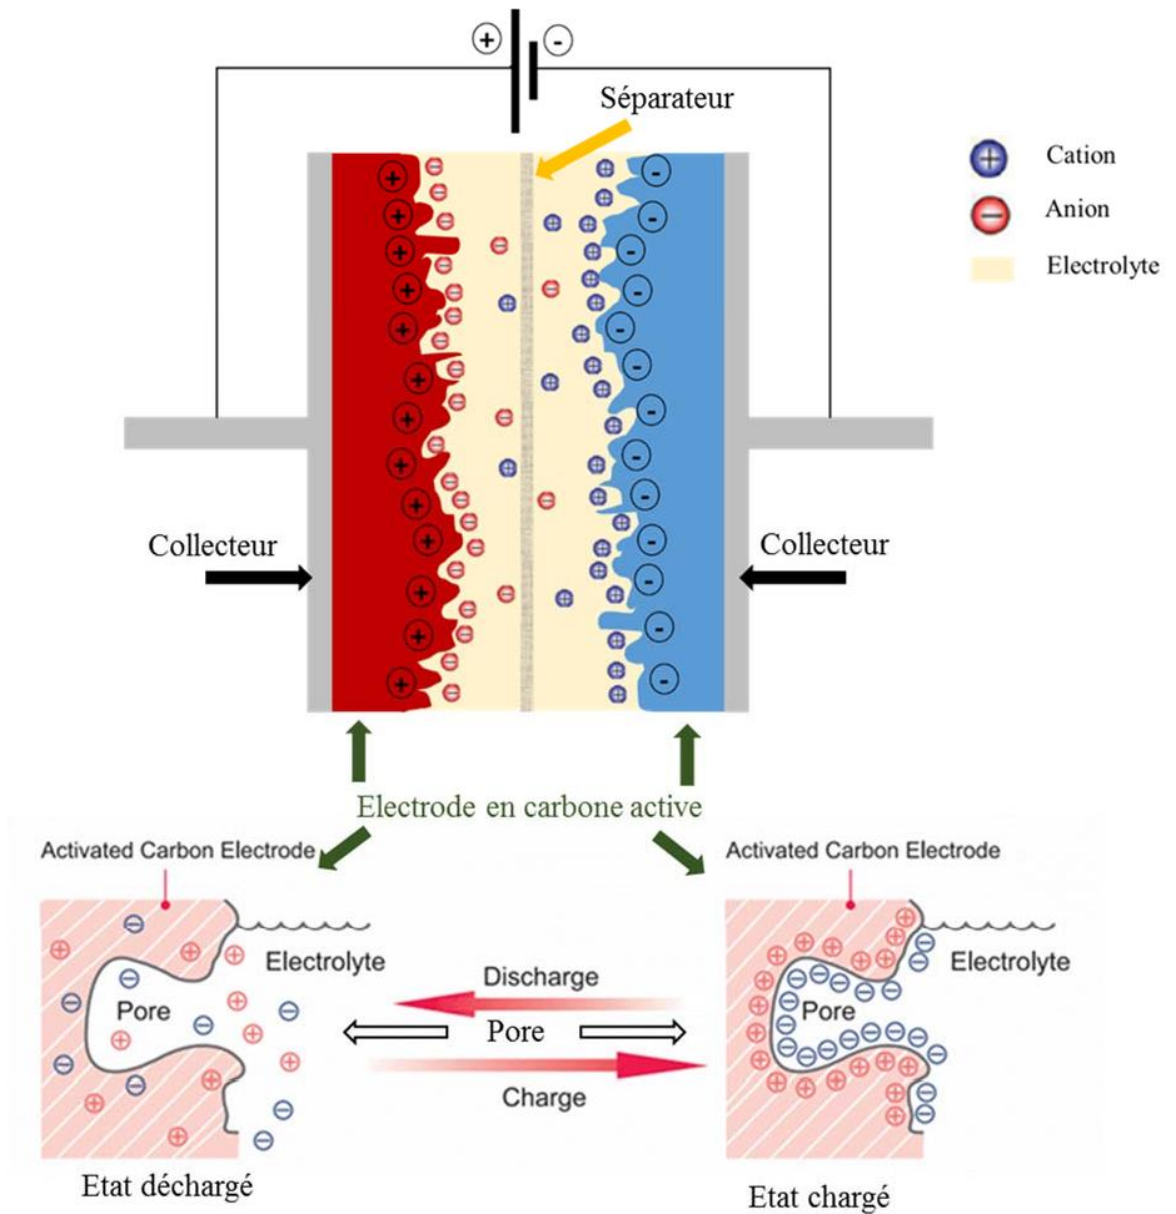 + -
Séparateur
Cation
Anion
Electrolyte
Collecteur
Collecteur
Electrode en carbone active
Activated Carbon Electrode
Activated Carbon Electrode
Electrolyte
Electrolyte
Pore
Discharge
Pore
Pore
Charge
Etat déchargé
Etat chargé